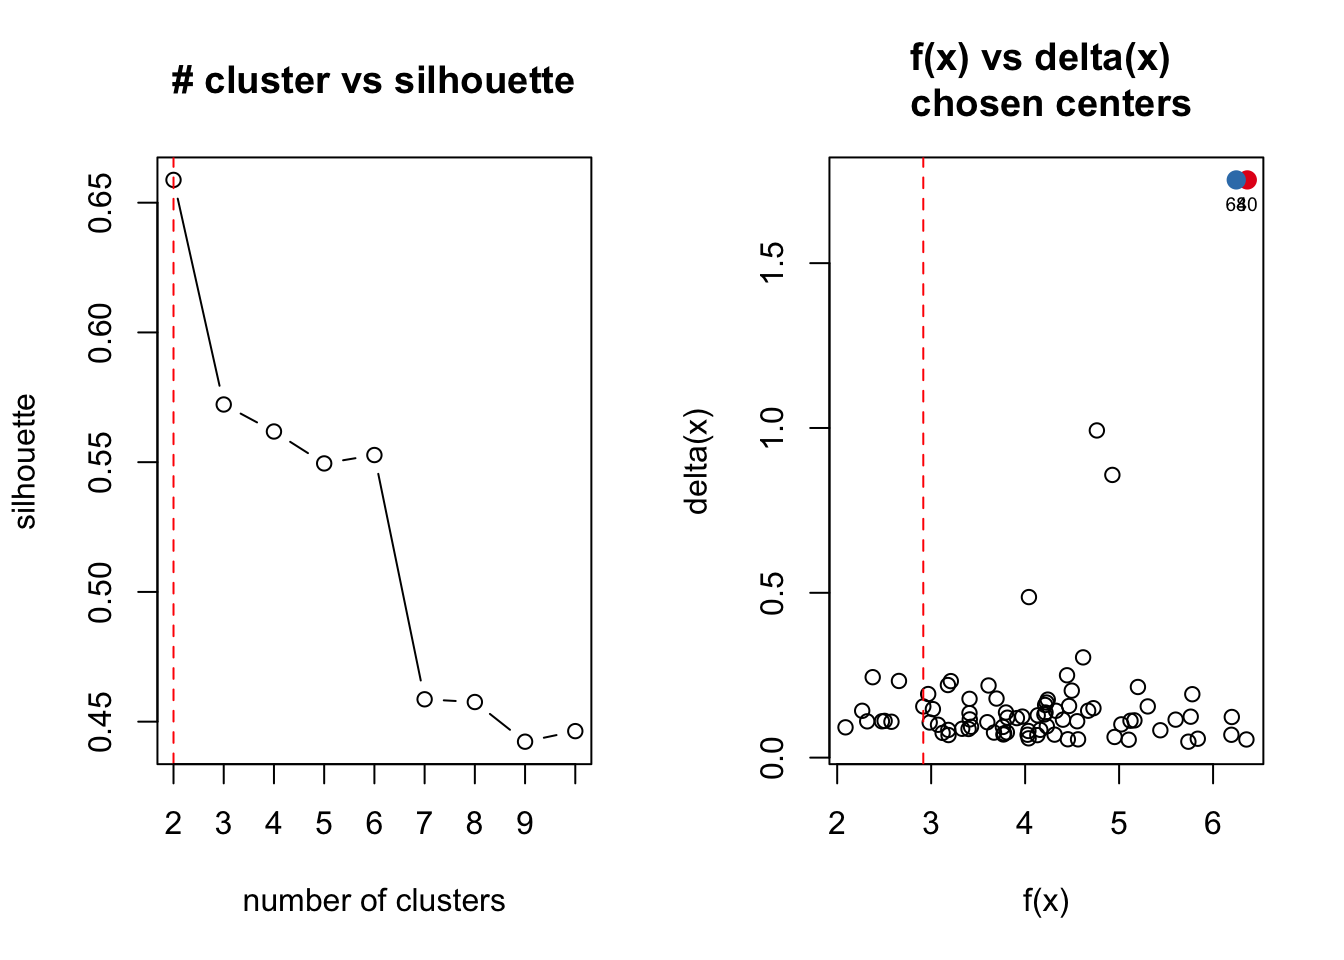 # cluster vs silhouette
silhouette
0.65
0.60
0.55
0.50
0.45
2 3 4 5 6 7 8 9
number of clusters
f(x) vs delta(x)
chosen centers
delta(x)
1.5
1.0
0.5
0.0
2 3 4 5 6
f(x)